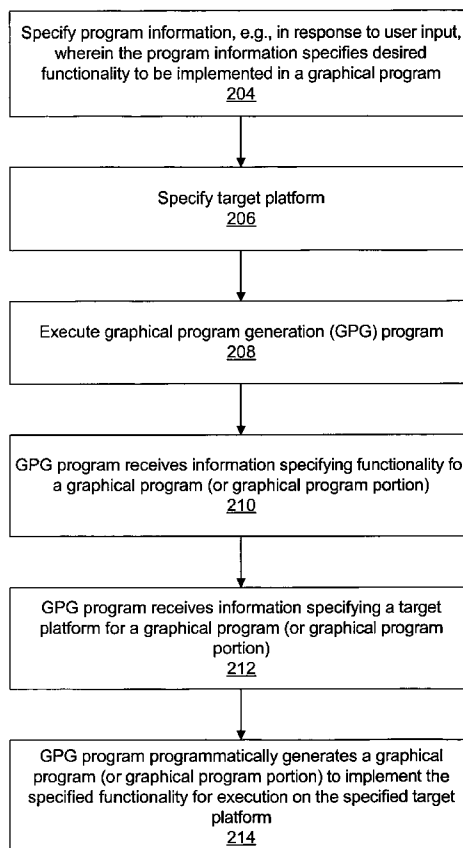 Specify program information, e.g., in response to user input,
wherein the program information specifies desired
functionality to be implemented in a graphical program
204
Specify target platform
206
Execute graphical program generation (GPG) program
208
GPG program receives information specifying functionality fo
a graphical program (or graphical program portion)
210
GPG program receives information specifying a target
platform for a graphical program (or graphical program
portion)
212
GPG program programmatically generates a graphical
program (or graphical program portion) to implement the
specified functionality for execution on the specified target
platform
214